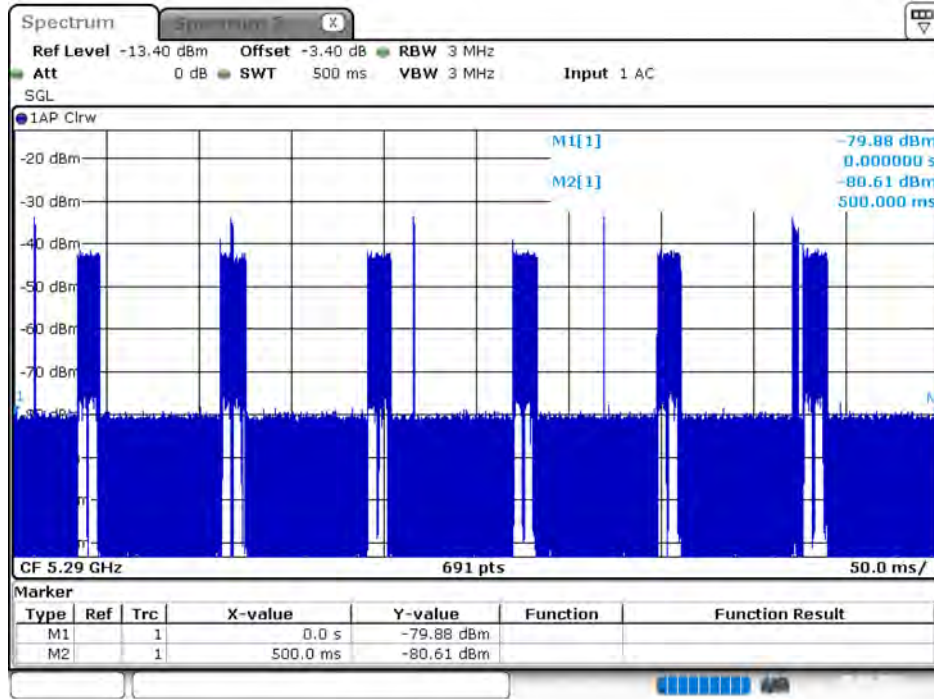 Spectrum
X
Ref Level -13.40 dBm Offset -3.40 dB RBW 3 MHz
Att 0 dB SWT 500 ms VBW 3 MHz Input 1 AC
SGL
1AP Clrw
M1[1] -79.88 dBm
0.000000 s
M2[1] -80.61 dBm
500.000 ms
-20 dBm
-30 dBm
-40 dBm
-50 dBm
-60 dBm
-70 dBm
1
CF 5.29 GHz 691 pts 50.0 ms/
Marker
Type Ref Trc X-value Y-value Function Function Result
M1 1 0.0 s -79.88 dBm
M2 1 500.0 ms -80.61 dBm